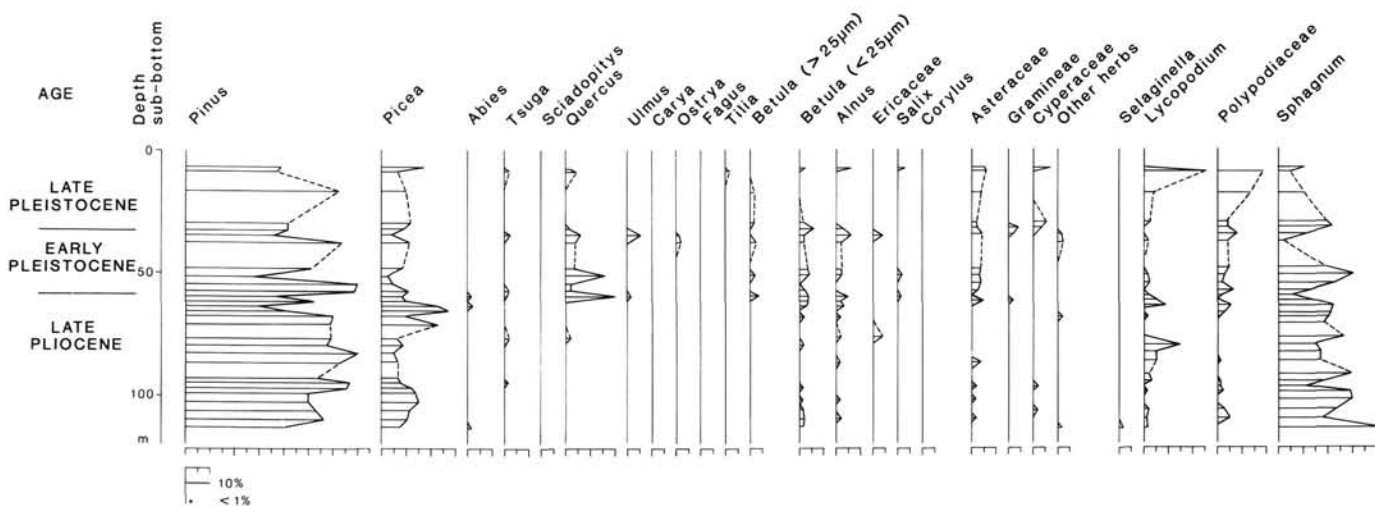 AGE
Depth
sub-bottom
Pinus
Picea
Abies
Tsuga
Sciadopitys
Quercus
Ulmus
Carya
Ostrya
Fagus
Tilia
Betula (> 25µm)
Betula (< 25µm)
Alnus
Ericaceae
Salix
Corylus
Asteraceae
Gramineae
Cyperaceae
Other herbs
Selaginella
Lycopodium
Polypodiaceae
Sphagnum
0
LATE
PLEISTOCENE
EARLY
PLEISTOCENE
50
LATE
PLIOCENE
100
m
10%
• < 1%